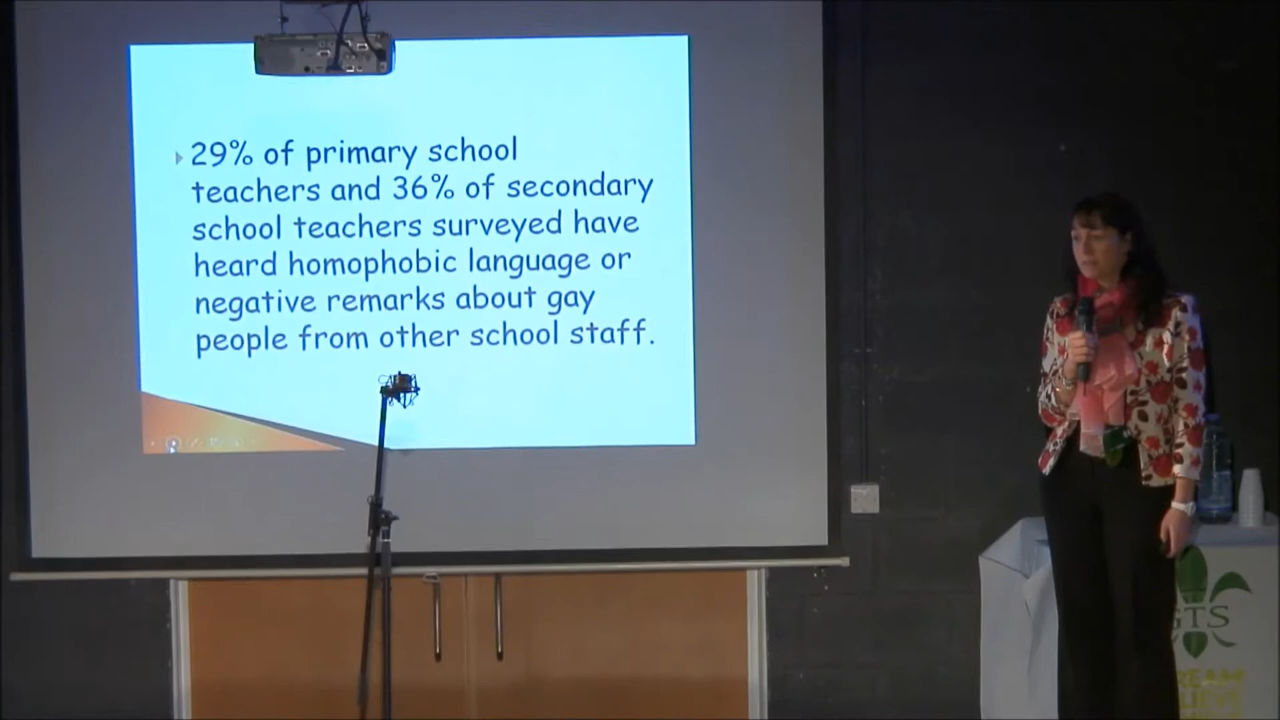 29% of primary school
teachers and 36% of secondary
school teachers surveyed have
heard homophobic language or
negative remarks about gay
people from other school staff.
GTS